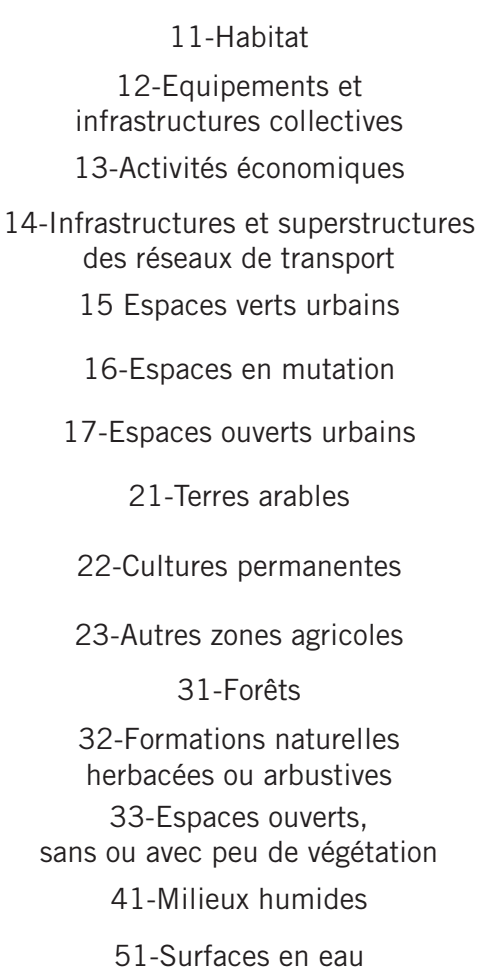 11-Habitat
12-Equipements et
infrastructures collectives
13-Activités économiques
14-Infrastructures et superstructures
des réseaux de transport
15 Espaces verts urbains
16-Espaces en mutation
17-Espaces ouverts urbains
21-Terres arables
22-Cultures permanentes
23-Autres zones agricoles
31-Forêts
32-Formations naturelles
herbacées ou arbustives
33-Espaces ouverts,
sans ou avec peu de végétation
41-Milieux humides
51-Surfaces en eau